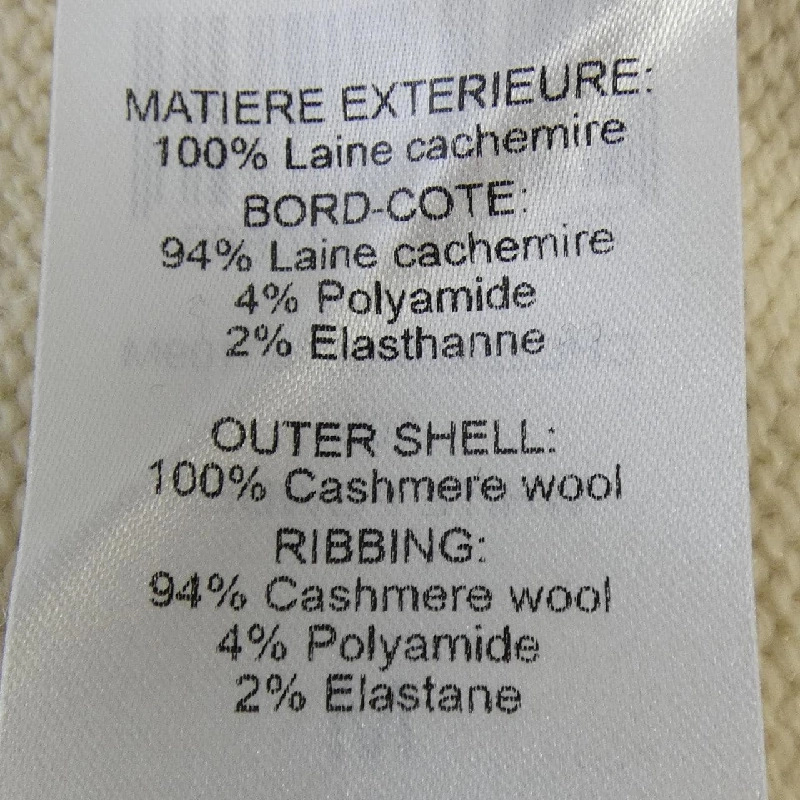 MATIERE EXTERIEURE:
100% Laine cachemire
BORD-COTE:
94% Laine cachemire
4% Polyamide
2% Elasthanne
OUTER SHELL:
100% Cashmere wool
RIBBING:
94% Cashmere wool
4% Polyamide
2% Elastane